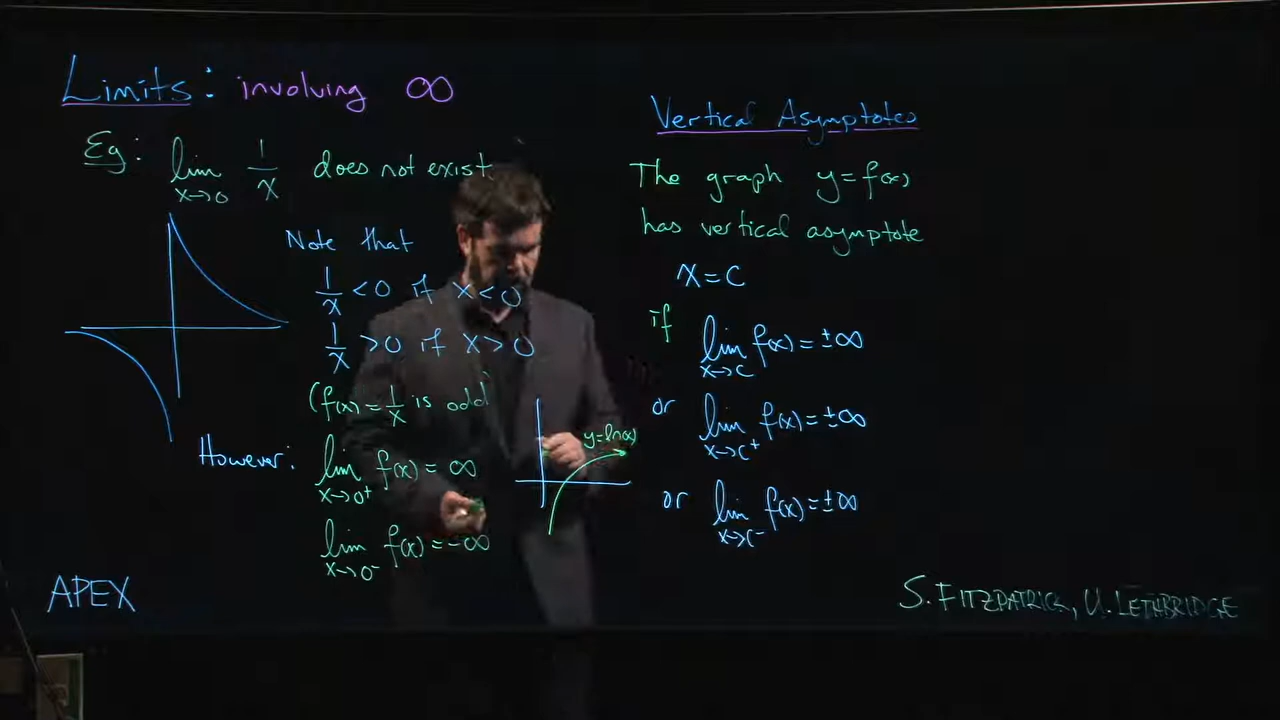 Limits: involving ∞
Eg: lim x→0 1/x does not exist
Note that
1/x < 0 if x < 0
1/x > 0 if x > 0
(f(x) = 1/x is odd
However: lim x→0⁺ f(x) = ∞
lim x→0⁻ f(x) = -∞
y=ln(x)
APEX
Vertical Asymptotes
The graph y=f(x)
has vertical asymptote
x=c
if lim x→c f(x) = ±∞
or lim x→c⁺ f(x) = ±∞
or lim x→c⁻ f(x) = ±∞
S. FITZPATRICK, U. LETHBRIDGE